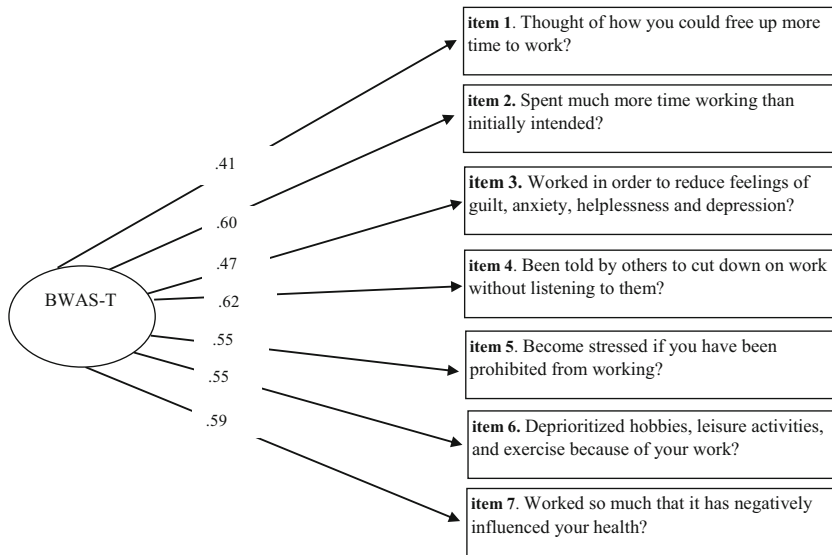 item 1. Thought of how you could free up more
time to work?
item 2. Spent much more time working than
initially intended?
.41
item 3. Worked in order to reduce feelings of
guilt, anxiety, helplessness and depression?
.60
.47
item 4. Been told by others to cut down on work
without listening to them?
BWAS-T
.62
.55
item 5. Become stressed if you have been
prohibited from working?
.55
.59
item 6. Deprioritized hobbies, leisure activities,
and exercise because of your work?
item 7. Worked so much that it has negatively
influenced your health?